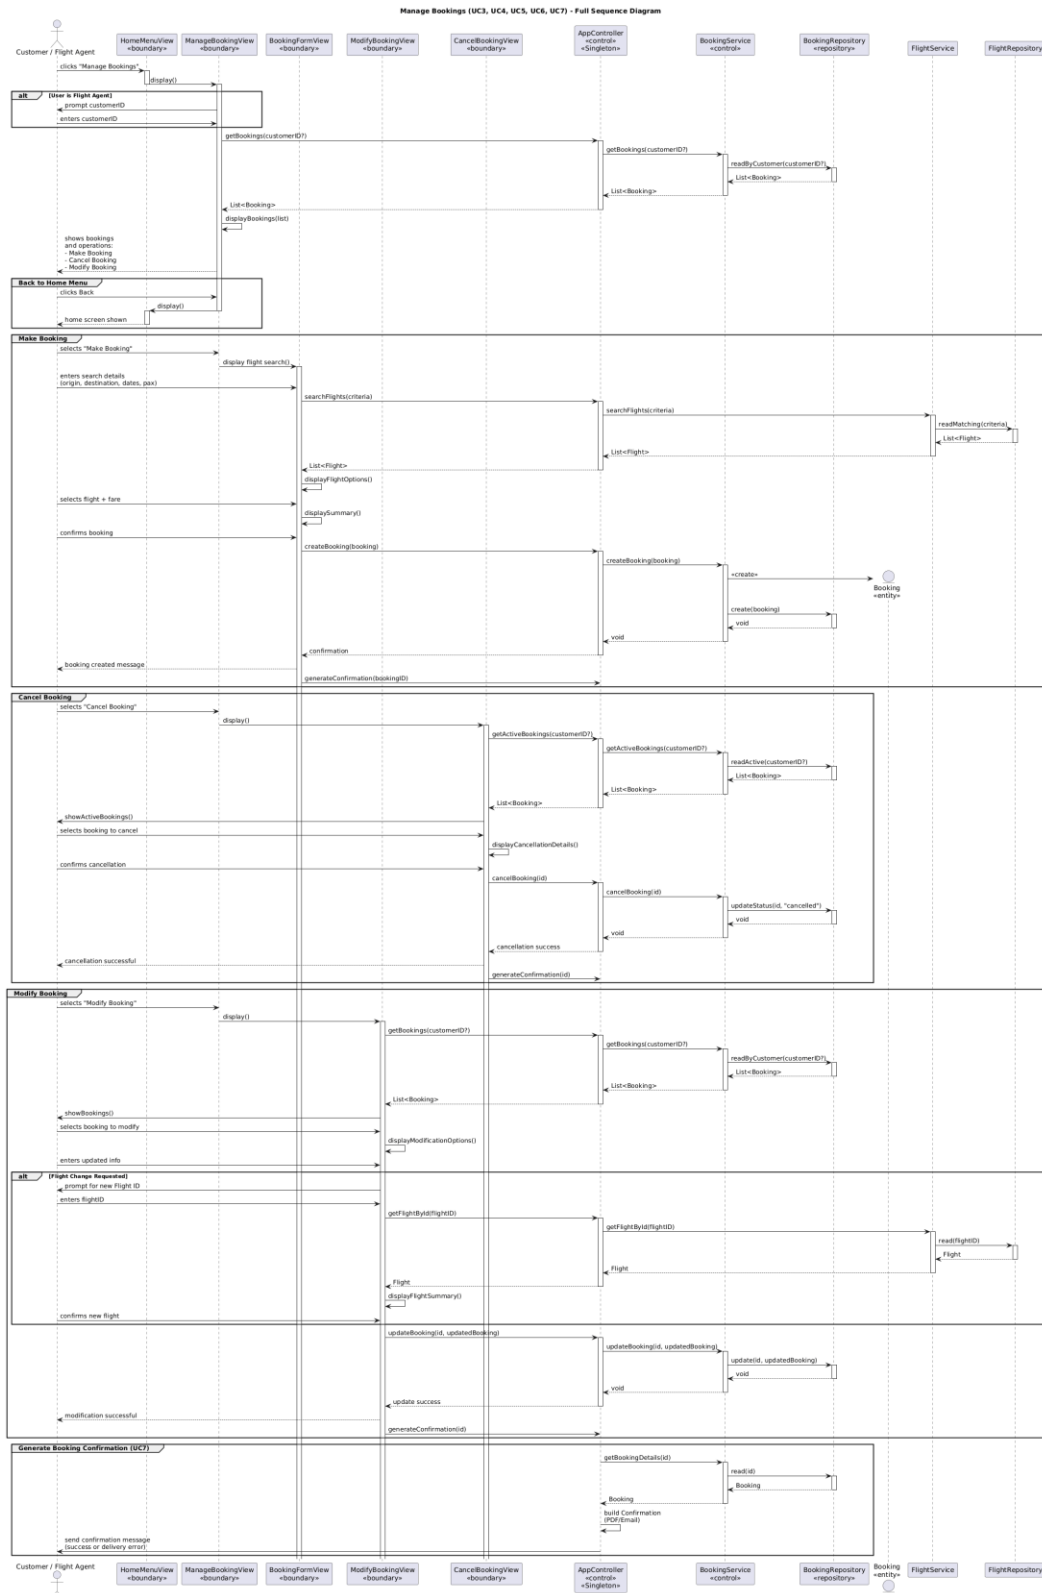 Manage Bookings (UC3, UC4, UC5, UC6, UC7) - Full Sequence Diagram
Customer / Flight Agent
HomeMenuView
«boundary»
ManageBookingView
«boundary»
BookingFormView
«boundary»
ModifyBookingView
«boundary»
CancelBookingView
«boundary»
AppController
«control»
«Singleton»
BookingService
«control»
BookingRepository
«repository»
FlightService
FlightRepository
clicks "Manage Bookings"
display()
alt
[User is Flight Agent]
prompt customerID
enters customerID
getBookings(customerID?)
getBookings(customerID?)
readByCustomer(customerID?)
List<Booking>
List<Booking>
List<Booking>
displayBookings(list)
shows bookings
and operations:
- Make Booking
- Cancel Booking
- Modify Booking
Back to Home Menu
clicks Back
display()
home screen shown
Make Booking
selects "Make Booking"
display flight search()
enters search details
(origin, destination, dates, pax)
searchFlights(criteria)
searchFlights(criteria)
readMatching(criteria)
List<Flight>
List<Flight>
List<Flight>
displayFlightOptions()
selects flight + fare
displaySummary()
confirms booking
createBooking(booking)
createBooking(booking)
«create»
Booking
«entity»
create(booking)
void
void
confirmation
booking created message
generateConfirmation(bookingID)
Cancel Booking
selects "Cancel Booking"
display()
getActiveBookings(customerID?)
getActiveBookings(customerID?)
readActive(customerID?)
List<Booking>
List<Booking>
List<Booking>
showActiveBookings()
selects booking to cancel
displayCancellationDetails()
confirms cancellation
cancelBooking(id)
cancelBooking(id)
updateStatus(id, "cancelled")
void
void
cancellation success
cancellation successful
generateConfirmation(id)
Modify Booking
selects "Modify Booking"
display()
getBookings(customerID?)
getBookings(customerID?)
readByCustomer(customerID?)
List<Booking>
List<Booking>
List<Booking>
showBookings()
selects booking to modify
displayModificationOptions()
enters updated info
alt
[Flight Change Requested]
prompt for new Flight ID
enters flightID
getFlightById(flightID)
getFlightById(flightID)
read(flightID)
Flight
Flight
Flight
displayFlightSummary()
confirms new flight
updateBooking(id, updatedBooking)
updateBooking(id, updatedBooking)
update(id, updatedBooking)
void
void
update success
modification successful
generateConfirmation(id)
Generate Booking Confirmation (UC7)
getBookingDetails(id)
read(id)
Booking
Booking
build Confirmation
(PDF/Email)
send confirmation message
(success or delivery error)
Customer / Flight Agent
HomeMenuView
«boundary»
ManageBookingView
«boundary»
BookingFormView
«boundary»
ModifyBookingView
«boundary»
CancelBookingView
«boundary»
AppController
«control»
«Singleton»
BookingService
«control»
BookingRepository
«repository»
Booking
«entity»
FlightService
FlightRepository